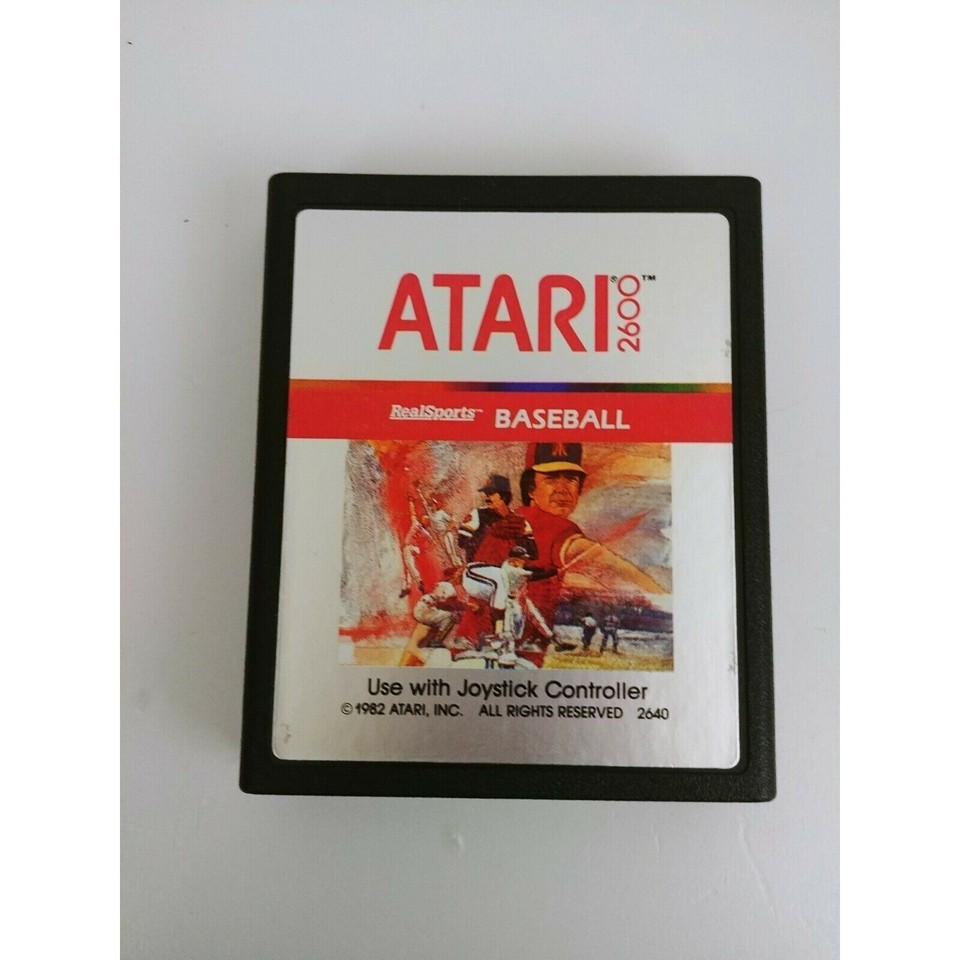 ATARI® 2600™
RealSports™ BASEBALL
Use with Joystick Controller
© 1982 ATARI, INC. ALL RIGHTS RESERVED 2640